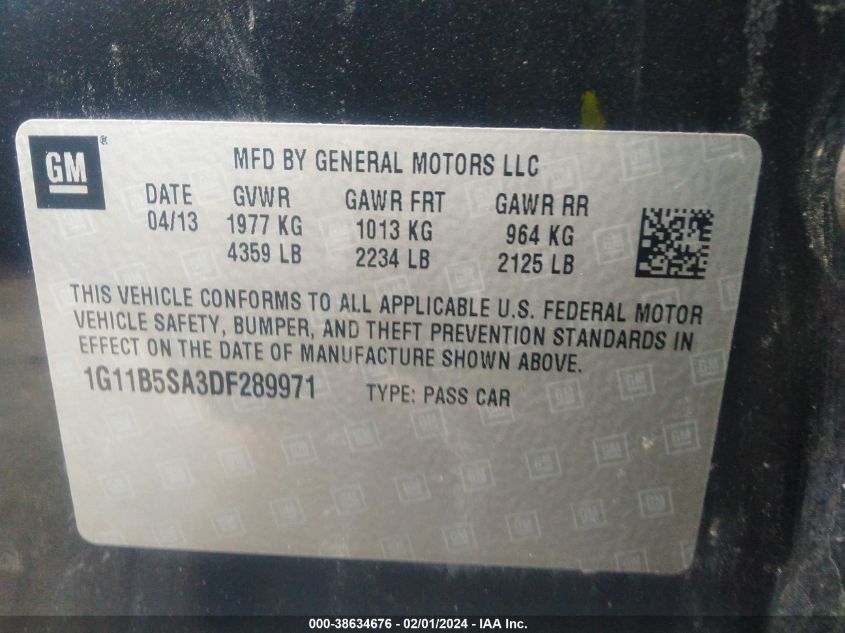 GM®
MFD BY GENERAL MOTORS LLC
DATE GVWR GAWR FRT GAWR RR
04/13 1977 KG 1013 KG 964 KG
4359 LB 2234 LB 2125 LB
THIS VEHICLE CONFORMS TO ALL APPLICABLE U.S. FEDERAL MOTOR
VEHICLE SAFETY, BUMPER, AND THEFT PREVENTION STANDARDS IN
EFFECT ON THE DATE OF MANUFACTURE SHOWN ABOVE.
1G11B5SA3DF289971 TYPE: PASS CAR
000-38634676 - 02/01/2024 - IAA Inc.